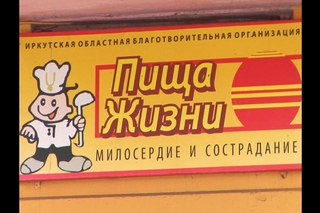 ИРКУТСКАЯ ОБЛАСТНАЯ БЛАГОТВОРИТЕЛЬНАЯ ОРГАНИЗАЦИЯ
Пища
Жизни
МИЛОСЕРДИЕ И СОСТРАДАНИЕ